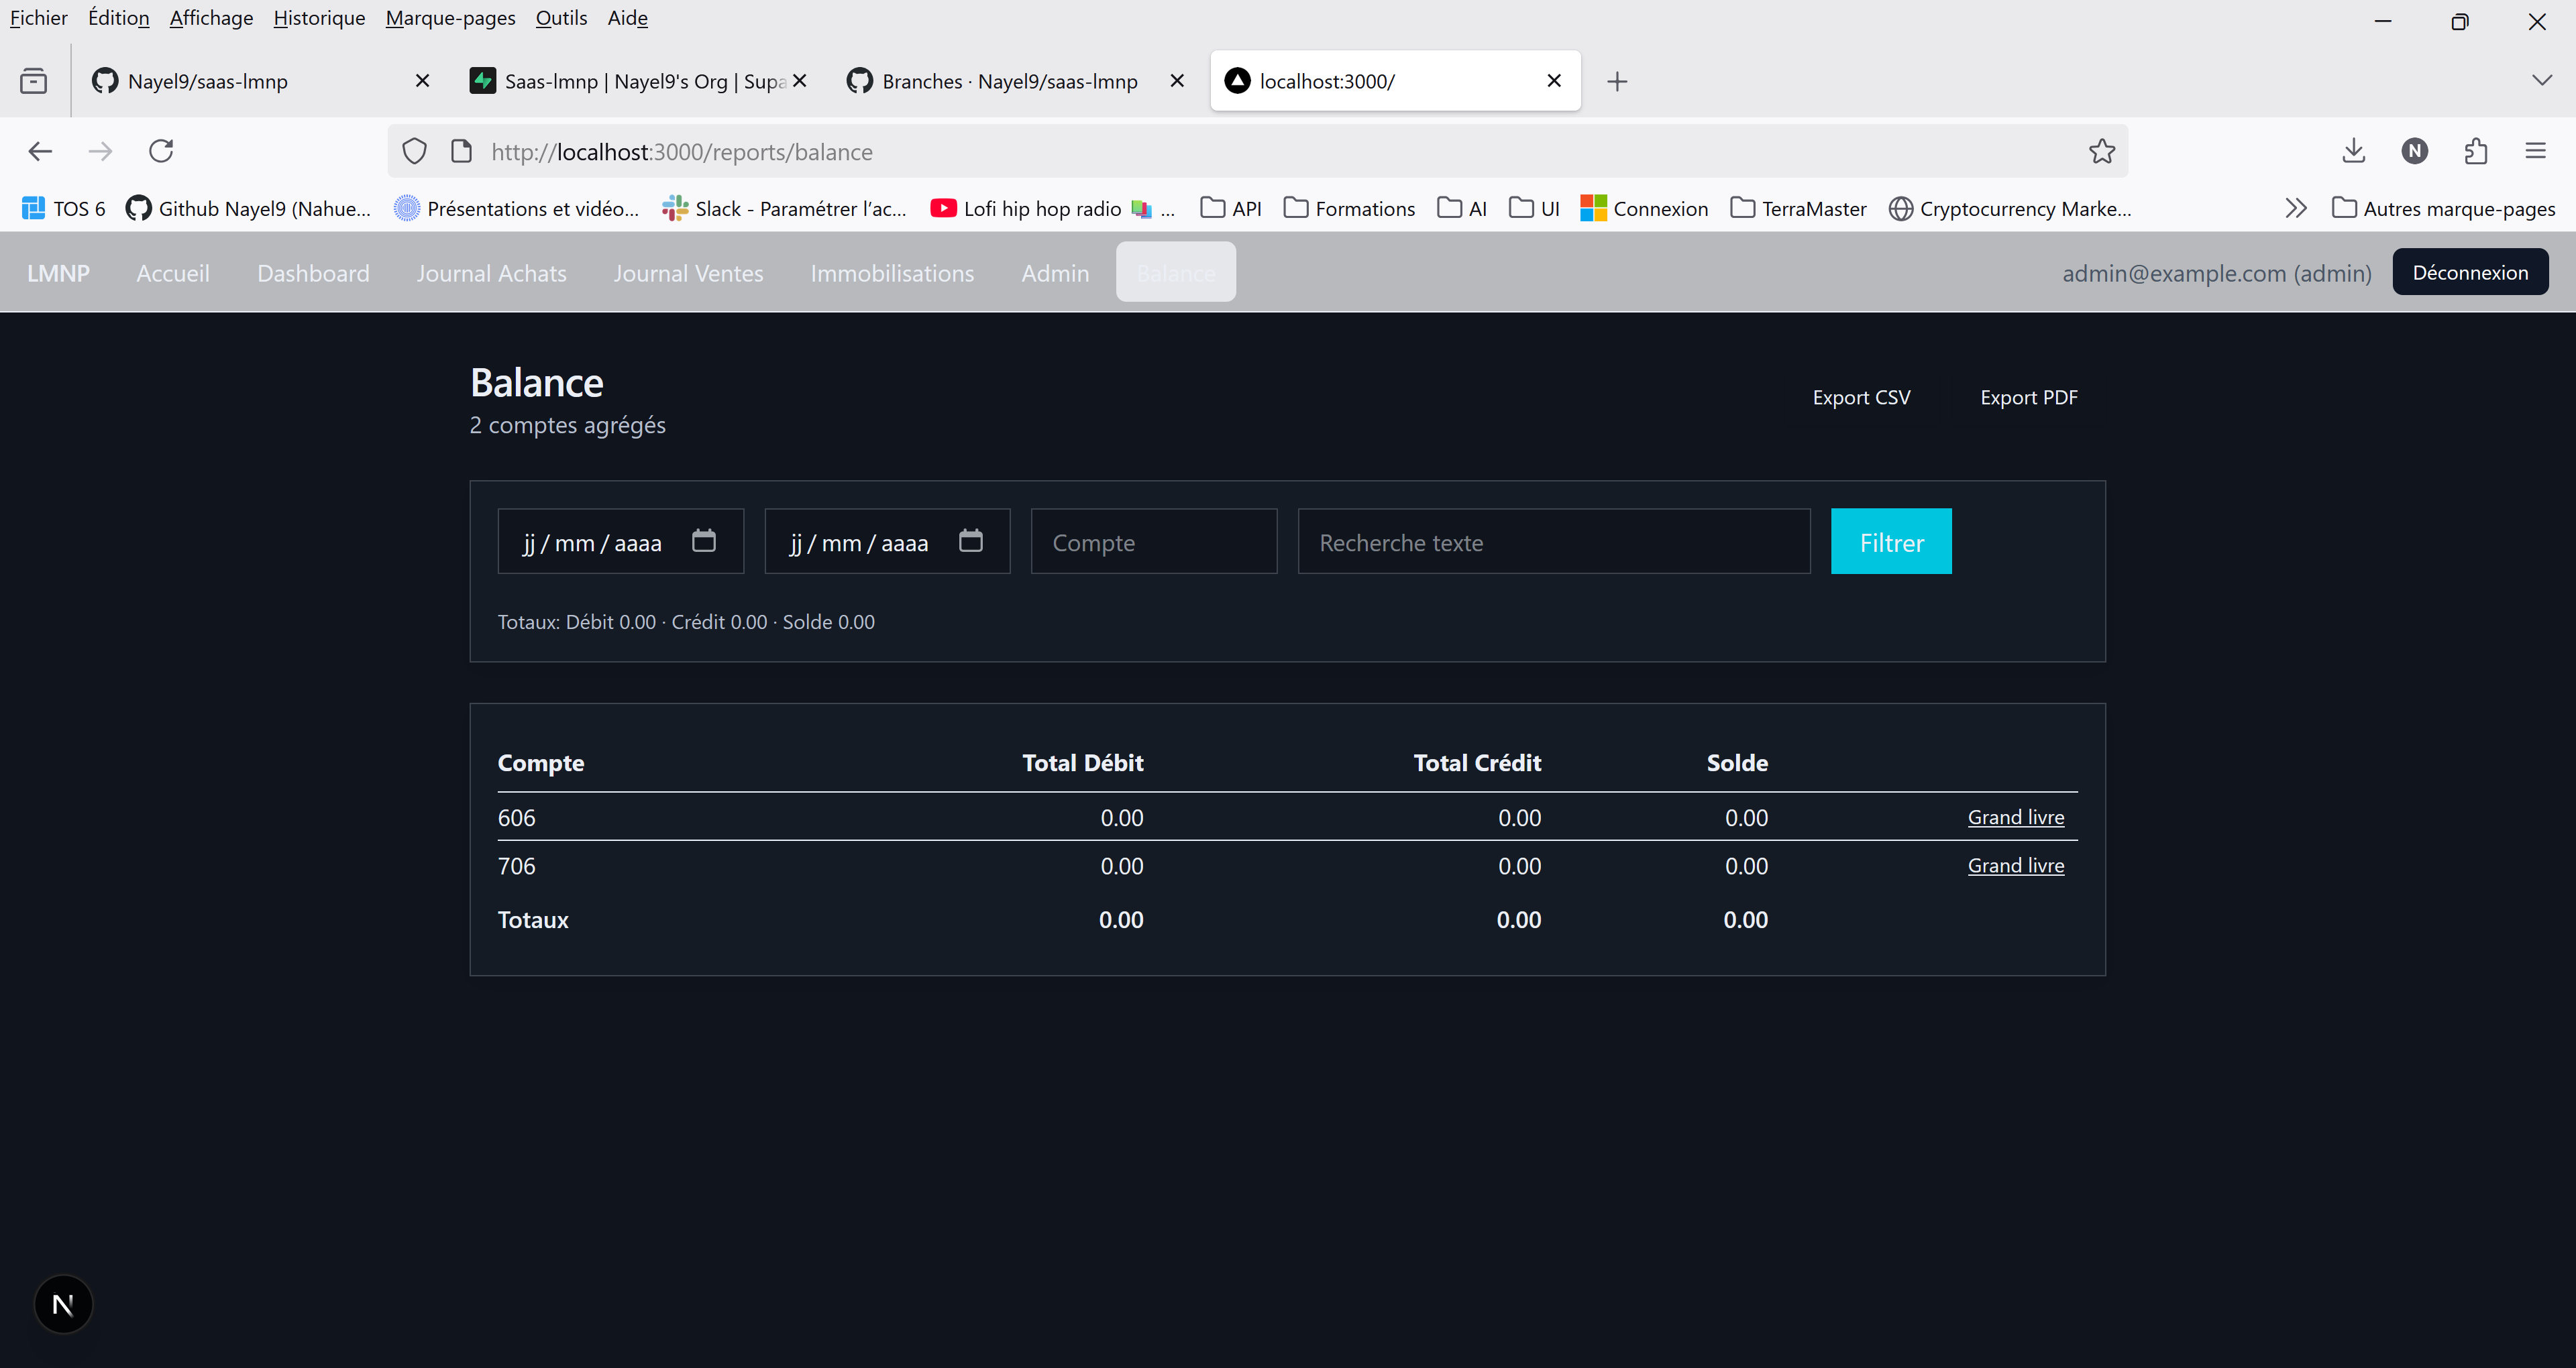 Fichier Édition Affichage Historique Marque-pages Outils Aide
Nayel9/saas-lmnp
Saas-lmnp | Nayel9's Org | Supa
Branches · Nayel9/saas-lmnp
localhost:3000/
http://localhost:3000/reports/balance
N
TOS 6 Github Nayel9 (Nahue... Présentations et vidéo... Slack - Paramétrer l'ac... Lofi hip hop radio ... API Formations AI UI Connexion TerraMaster Cryptocurrency Marke... Autres marque-pages
LMNP Accueil Dashboard Journal Achats Journal Ventes Immobilisations Admin Balance admin@example.com (admin) Déconnexion
Balance
Export CSV Export PDF
2 comptes agrégés
jj / mm / aaaa jj / mm / aaaa Compte Recherche texte Filtrer
Totaux: Débit 0.00 · Crédit 0.00 · Solde 0.00
Compte Total Débit Total Crédit Solde
606 0.00 0.00 0.00 Grand livre
706 0.00 0.00 0.00 Grand livre
Totaux 0.00 0.00 0.00
N